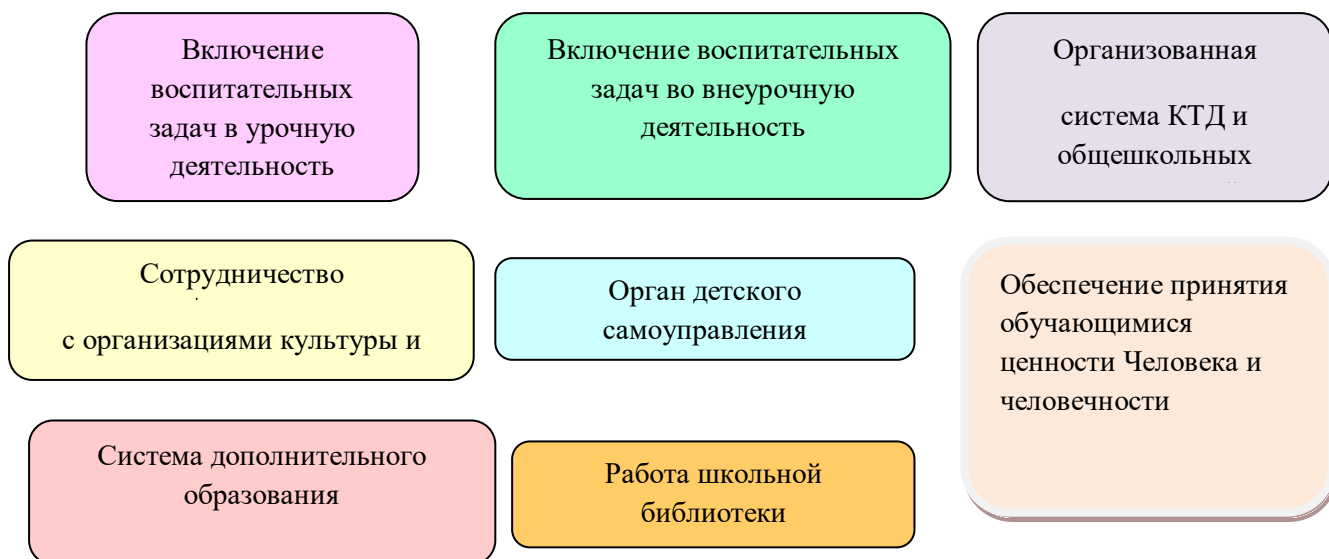 Включение
воспитательных
задач в урочную
деятельность
Включение воспитательных
задач во внеурочную
деятельность
Организованная
система КТД и
общешкольных
Сотрудничество
с организациями культуры и
Орган детского
самоуправления
Обеспечение принятия
обучающимися
ценности Человека и
человечности
Система дополнительного
образования
Работа школьной
библиотеки